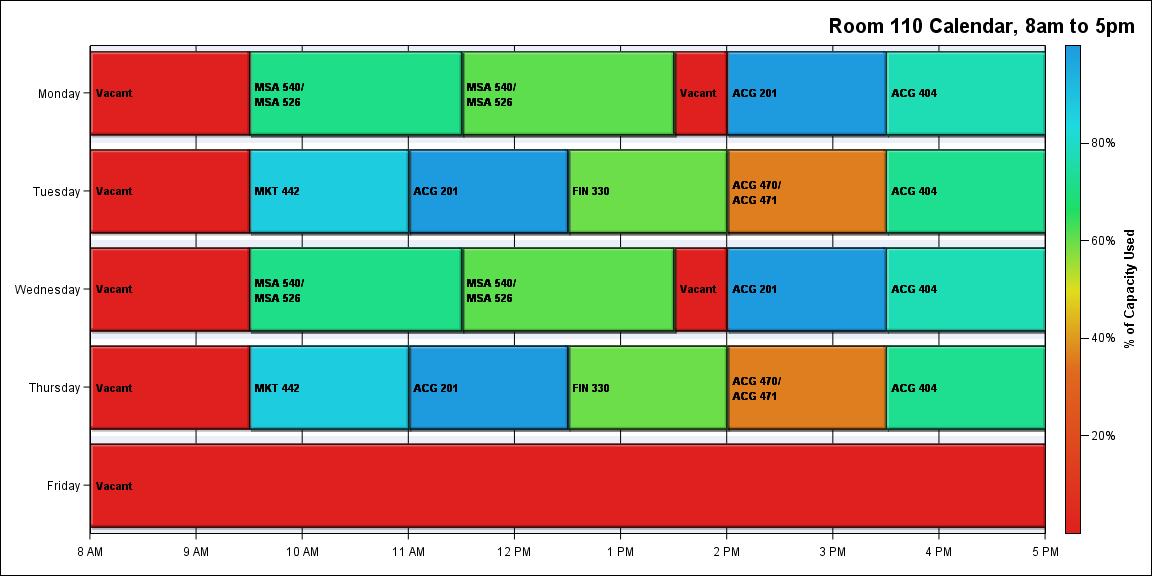 Room 110 Calendar, 8am to 5pm
Monday
Vacant
MSA 540/
MSA 526
MSA 540/
MSA 526
Vacant
ACG 201
ACG 404
Tuesday
Vacant
MKT 442
ACG 201
FIN 330
ACG 470/
ACG 471
ACG 404
Wednesday
Vacant
MSA 540/
MSA 526
MSA 540/
MSA 526
Vacant
ACG 201
ACG 404
Thursday
Vacant
MKT 442
ACG 201
FIN 330
ACG 470/
ACG 471
ACG 404
Friday
Vacant
8 AM
9 AM
10 AM
11 AM
12 PM
1 PM
2 PM
3 PM
4 PM
5 PM
80%
60%
40%
20%
% of Capacity Used